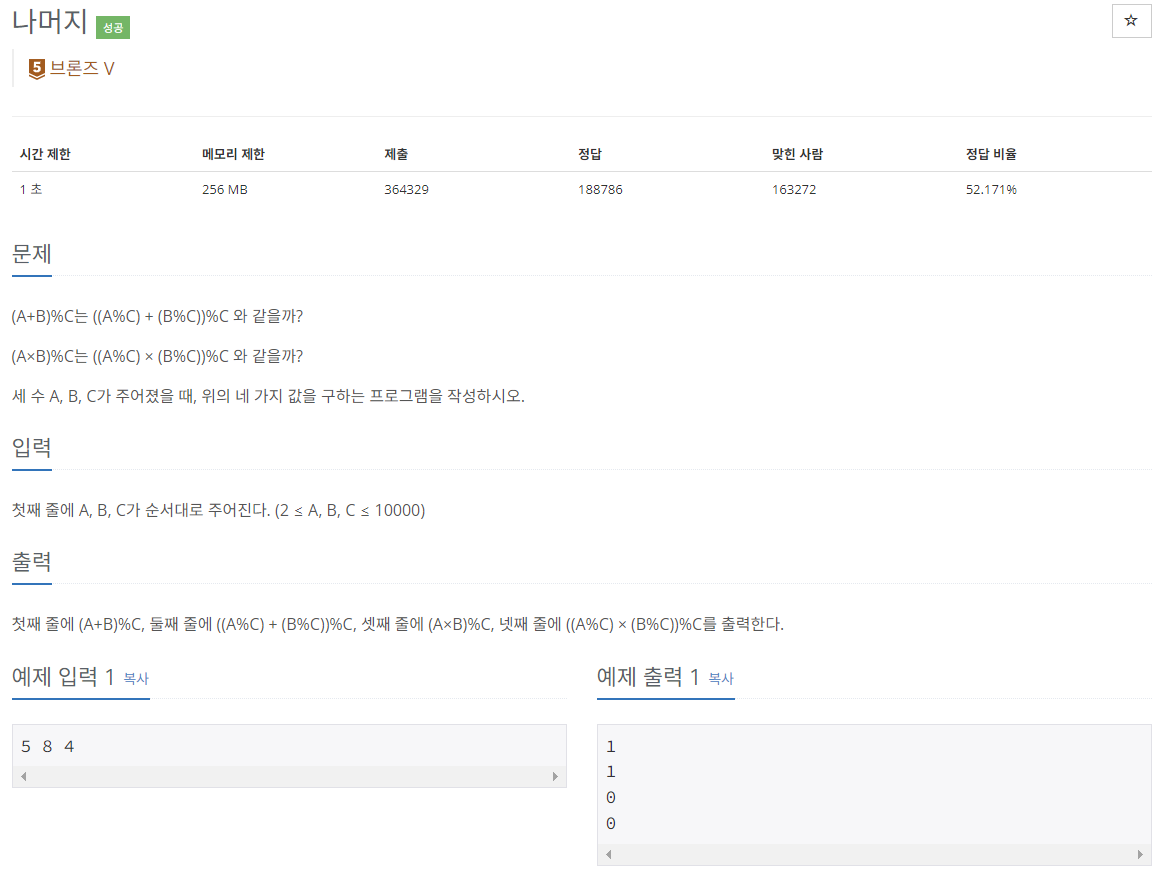 나머지 성공
☆
5 브론즈 V
시간 제한 메모리 제한 제출 정답 맞힌 사람 정답 비율
1 초 256 MB 364329 188786 163272 52.171%
문제
(A+B)%C는 ((A%C) + (B%C))%C 와 같을까?
(A×B)%C는 ((A%C) × (B%C))%C 와 같을까?
세 수 A, B, C가 주어졌을 때, 위의 네 가지 값을 구하는 프로그램을 작성하시오.
입력
첫째 줄에 A, B, C가 순서대로 주어진다. (2 ≤ A, B, C ≤ 10000)
출력
첫째 줄에 (A+B)%C, 둘째 줄에 ((A%C) + (B%C))%C, 셋째 줄에 (A×B)%C, 넷째 줄에 ((A%C) × (B%C))%C를 출력한다.
예제 입력 1 복사
5 8 4
예제 출력 1 복사
1
1
0
0